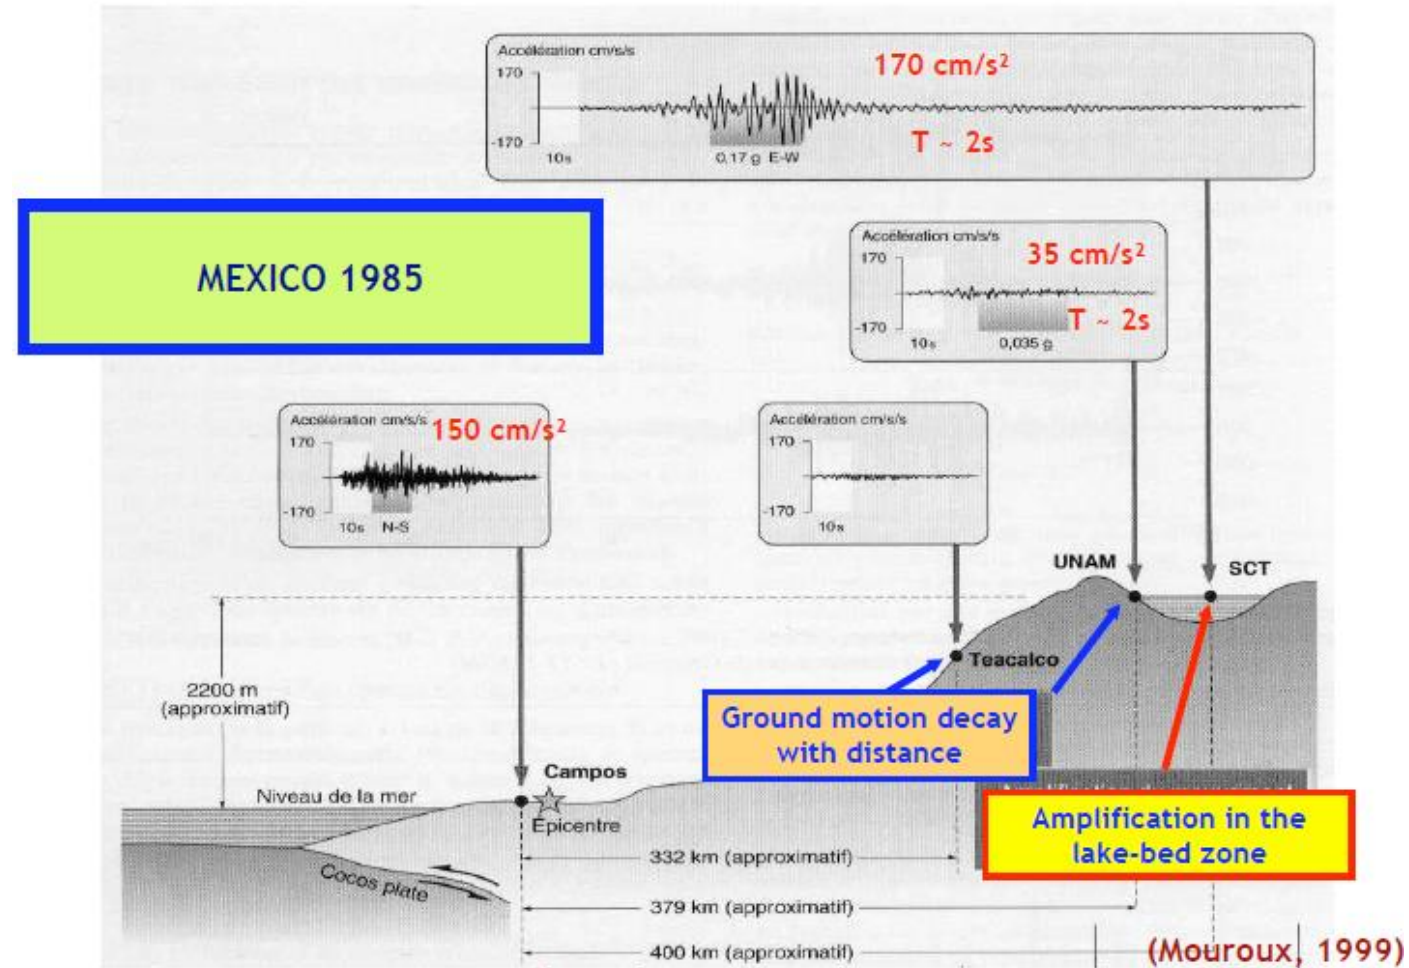 Accélération cm/s/s
170 cm/s²
170
-170
10s
0,17 g E-W
T ~ 2s
MEXICO 1985
Accélération cm/s/s
35 cm/s²
170
-170
T ~ 2s
10s
0,035 g
Accélération cm/s/s
150 cm/s²
170
-170
10s
N-S
Accélération cm/s/s
170
-170
10s
UNAM
SCT
Teacalco
2200 m
(approximatif)
Ground motion decay
with distance
Campos
Niveau de la mer
Epicentre
Amplification in the
lake-bed zone
332 km (approximatif)
Cocos plate
379 km (approximatif)
400 km (approximatif)
(Mouroux, 1999)